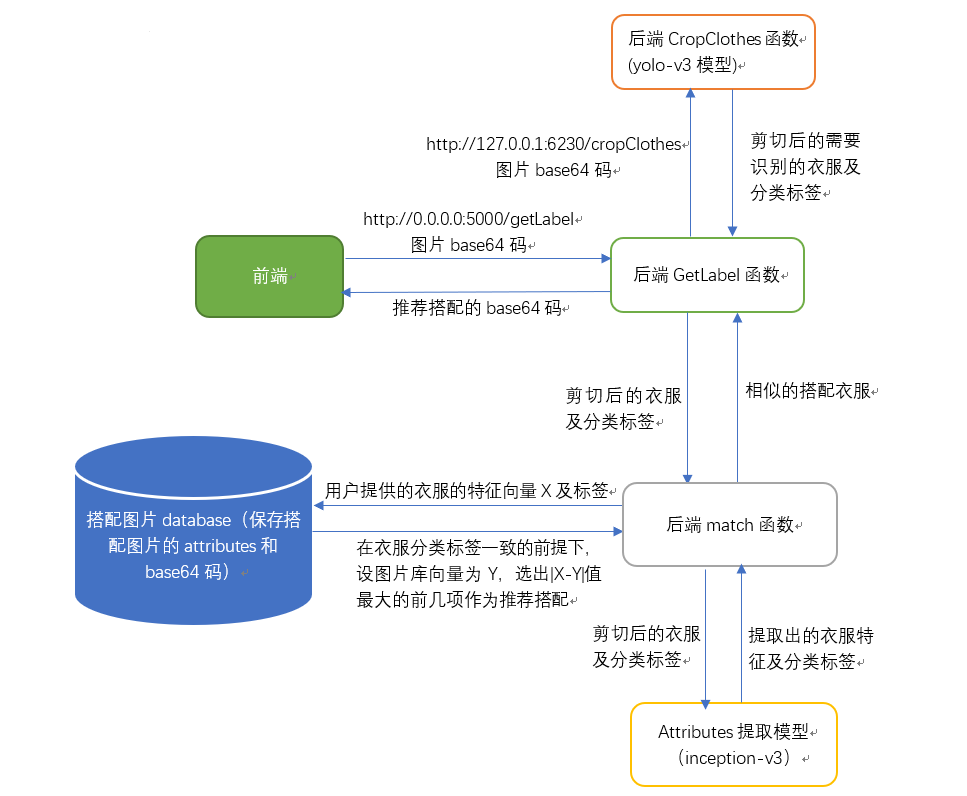 后端 CropClothes 函数
(yolo-v3 模型)
http://127.0.0.1:6230/cropClothes
图片 base64 码
剪切后的需要
识别的衣服及
分类标签
http://0.0.0.0:5000/getLabel
图片 base64 码
前端
后端 GetLabel 函数
推荐搭配的 base64 码
剪切后的衣服
及分类标签
相似的搭配衣服
用户提供的衣服的特征向量 X 及标签
搭配图片 database（保存搭
配图片的 attributes 和
base64 码）
后端 match 函数
在衣服分类标签一致的前提下，
设图片库向量为 Y，选出|X-Y|值
最大的前几项作为推荐搭配
剪切后的衣服
及分类标签
提取出的衣服特
征及分类标签
Attributes 提取模型
（inception-v3）